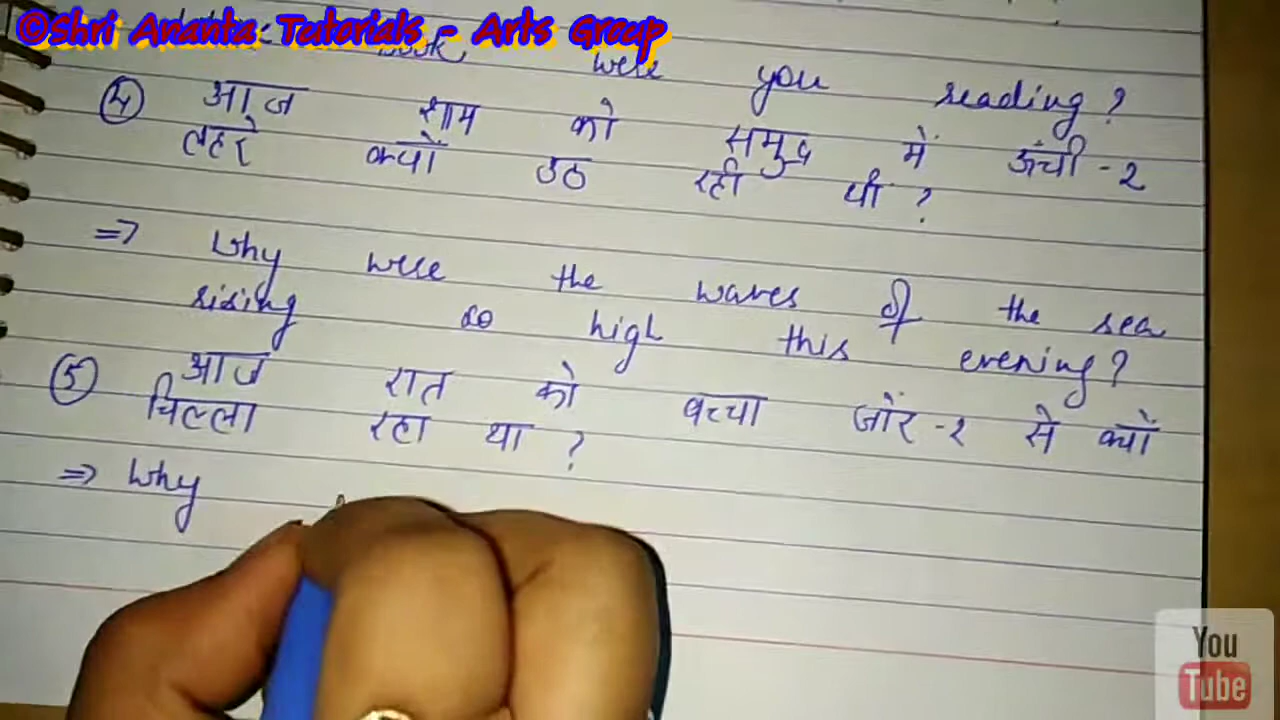 ©Shri Ananta Tutorials - Arts Group
were you reading?
(4) आज शाम को समुद्र में ऊंची-2
लहरे क्यों उठ रही थी ?
=> Why were the waves of the sea
rising so high this evening?
(5) आज रात को बच्चा जोर-२ से क्यों
चिल्ला रहा था ?
=> Why
You
Tube